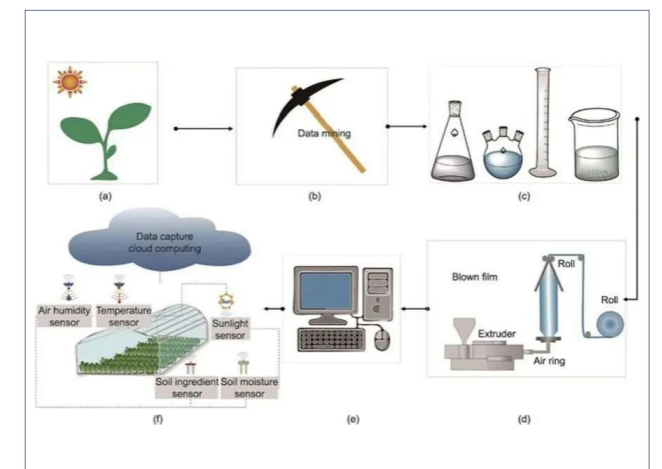 (a)
Data mining
(b)
(c)
Data capture
cloud computing
Air humidity
sensor
Temperature
sensor
Sunlight
sensor
Soil ingredient
sensor
Soil moisture
sensor
(f)
(e)
Blown film
Roll
Roll
Extruder
Air ring
(d)